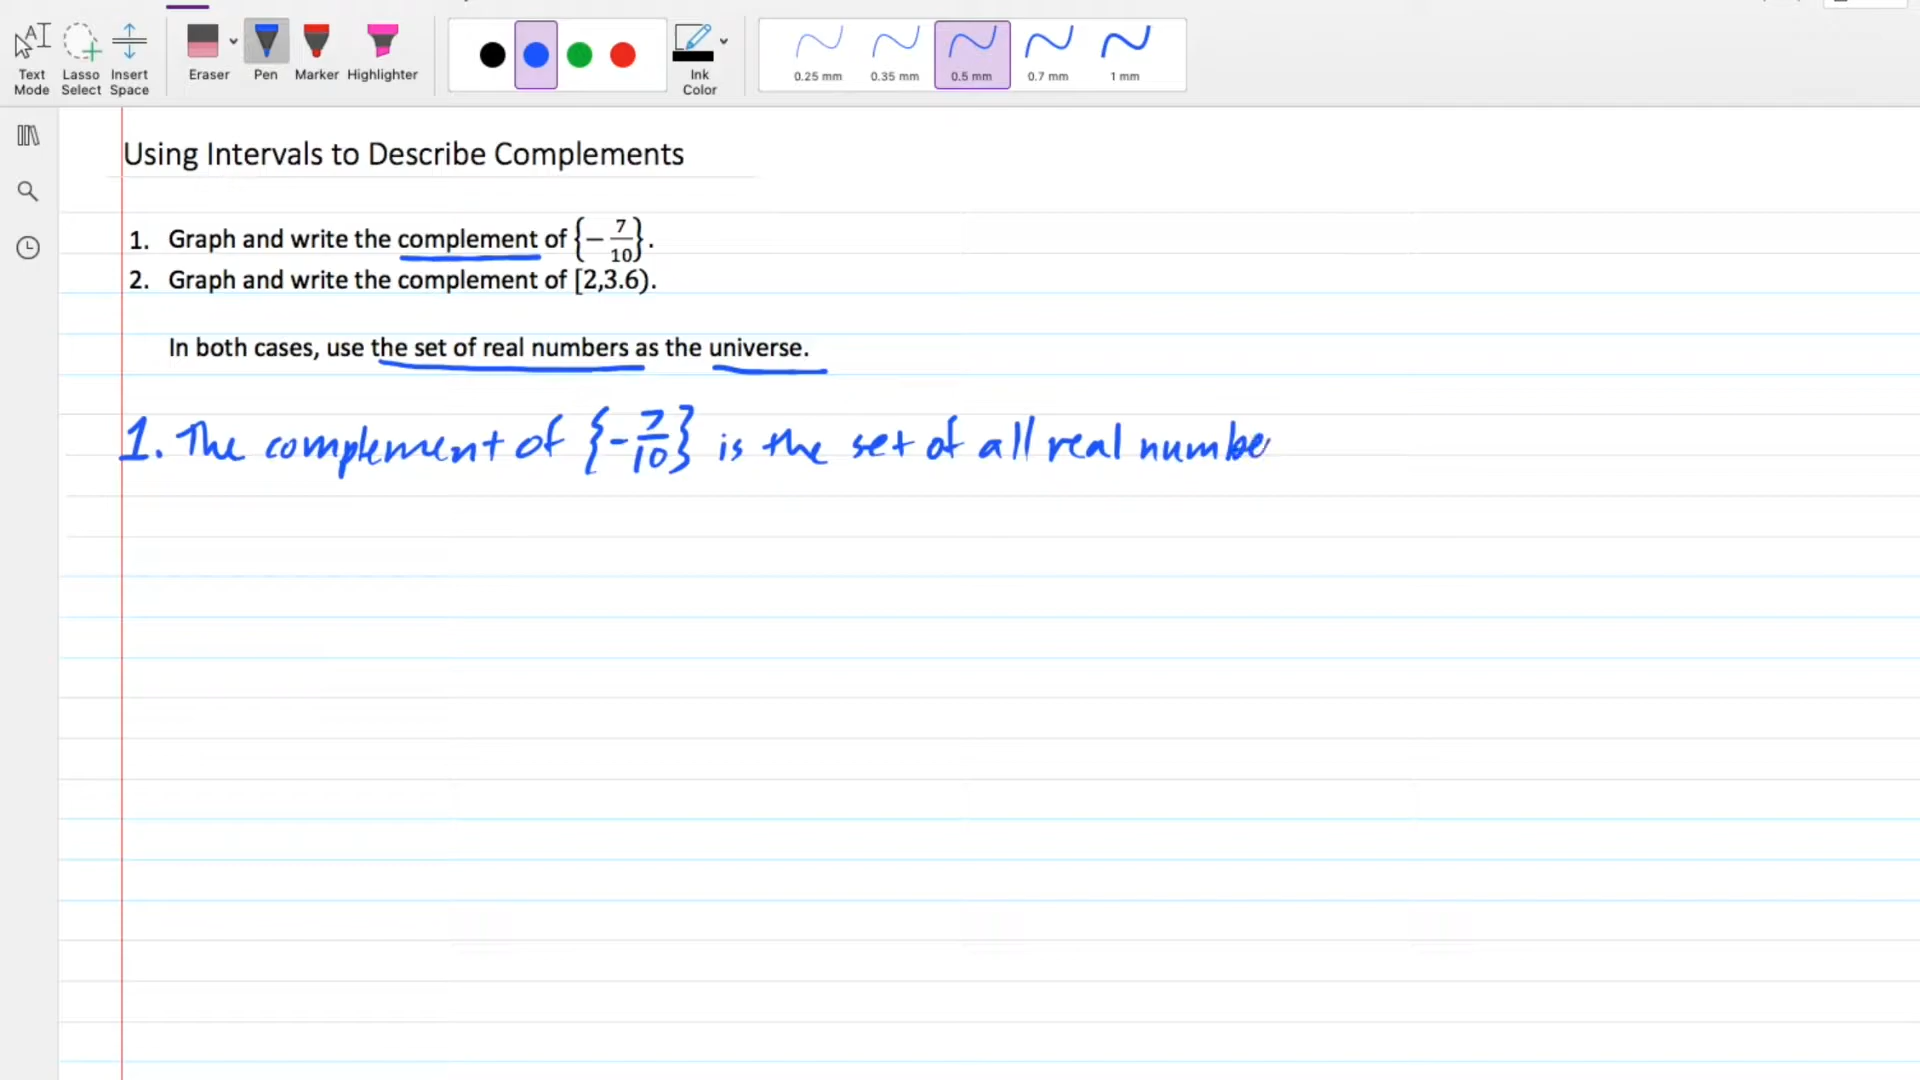 Text Mode
Lasso Select
Insert Space
Eraser
Pen
Marker
Highlighter
Ink Color
0.25 mm
0.35 mm
0.5 mm
0.7 mm
1 mm
Using Intervals to Describe Complements
1. Graph and write the complement of {−7/10}.
2. Graph and write the complement of [2,3.6).
In both cases, use the set of real numbers as the universe.
1. The complement of {-7/10} is the set of all real numbe